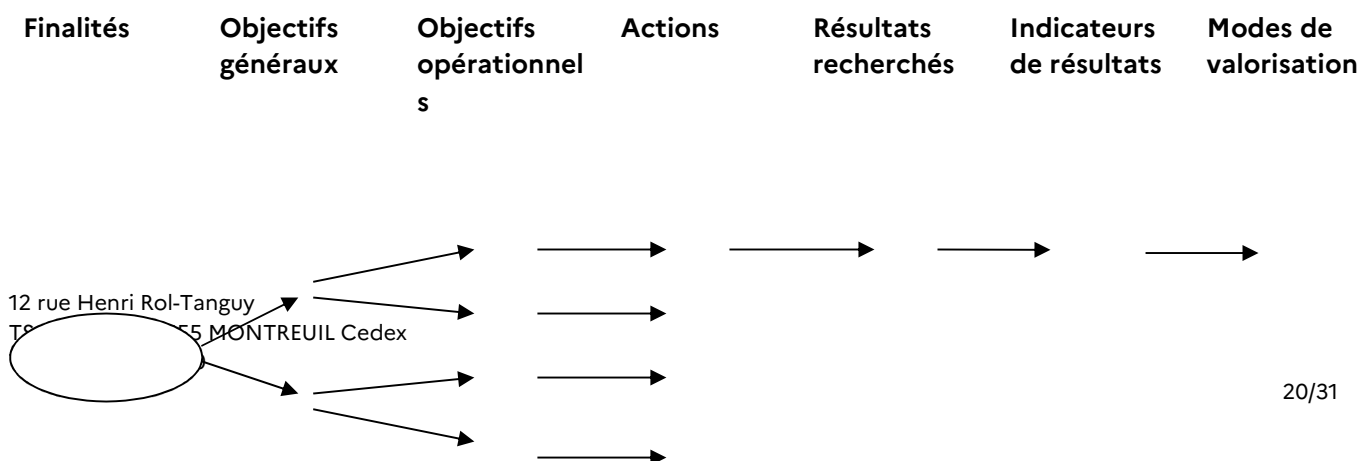 Finalités
Objectifs
généraux
Objectifs
opérationnel
s
Actions
Résultats
recherchés
Indicateurs
de résultats
Modes de
valorisation
12 rue Henri Rol-Tanguy
MONTREUIL Cedex
20/31